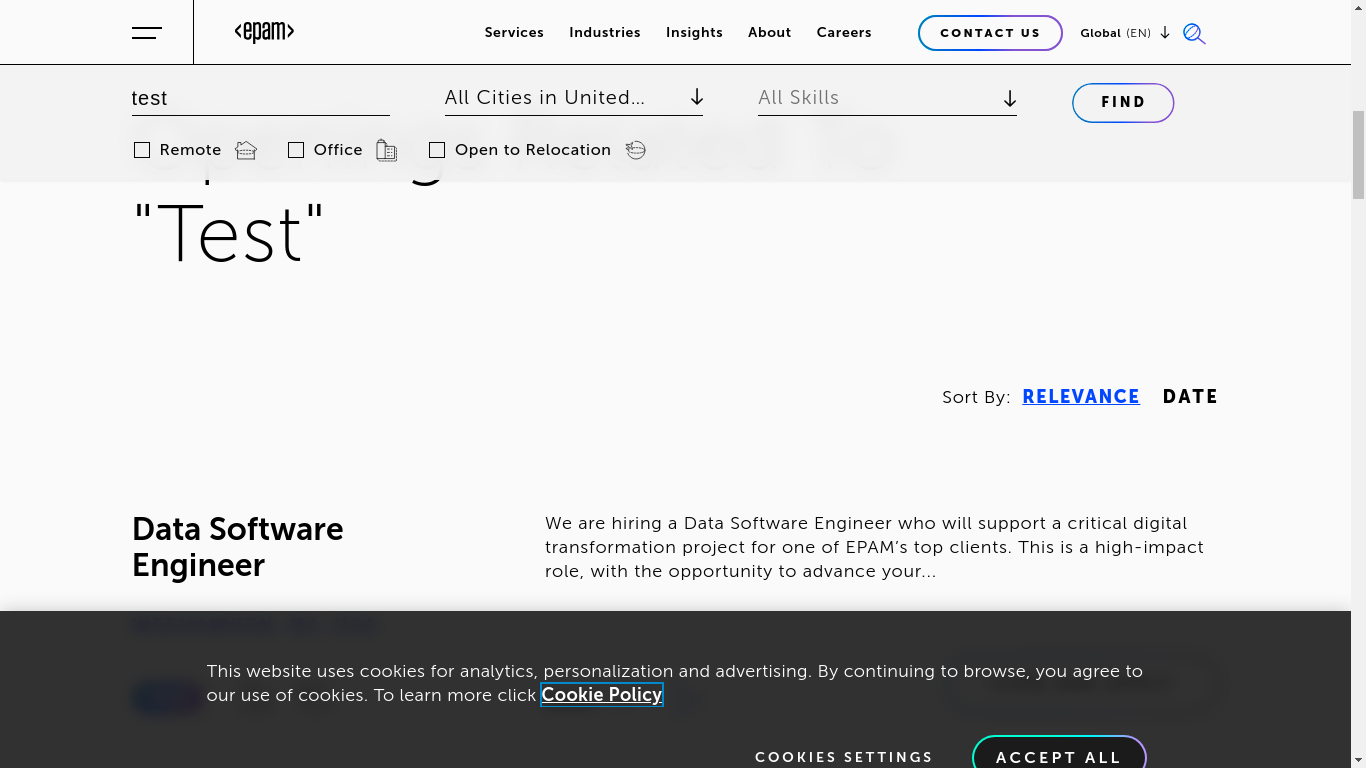 <epam>
Services Industries Insights About Careers CONTACT US Global (EN)
test All Cities in United... All Skills FIND
Remote Office Open to Relocation
"Test"
Sort By: RELEVANCE DATE
Data Software
Engineer
We are hiring a Data Software Engineer who will support a critical digital
transformation project for one of EPAM’s top clients. This is a high-impact
role, with the opportunity to advance your...
This website uses cookies for analytics, personalization and advertising. By continuing to browse, you agree to
our use of cookies. To learn more click Cookie Policy
COOKIES SETTINGS ACCEPT ALL